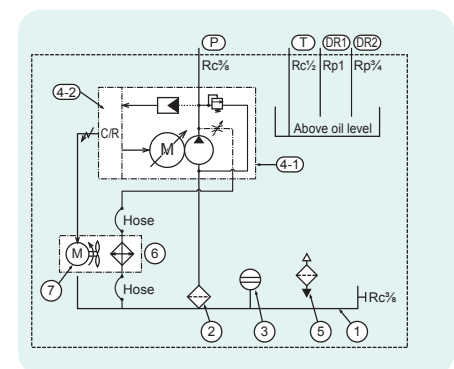 P T DR1 DR2
Rc⅜ Rc½ Rp1 Rp¾
4-2
C/R
M
Above oil level
4-1
Hose
M
6
7
Hose
Rc⅜
2 3 5 1